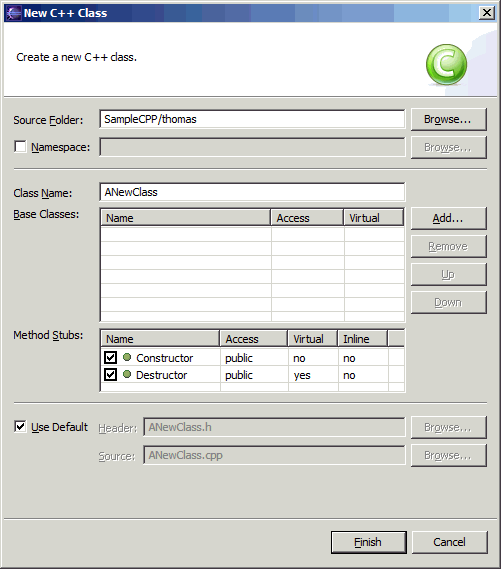 New C++ Class
Create a new C++ class.
Source Folder: SampleCPP/thomas Browse...
Namespace: Browse...
Class Name: ANewClass
Base Classes: Name Access Virtual Add...
Remove
Up
Down
Method Stubs: Name Access Virtual Inline
Constructor public no no
Destructor public yes no
Use Default Header: ANewClass.h Browse...
Source: ANewClass.cpp Browse...
Finish Cancel